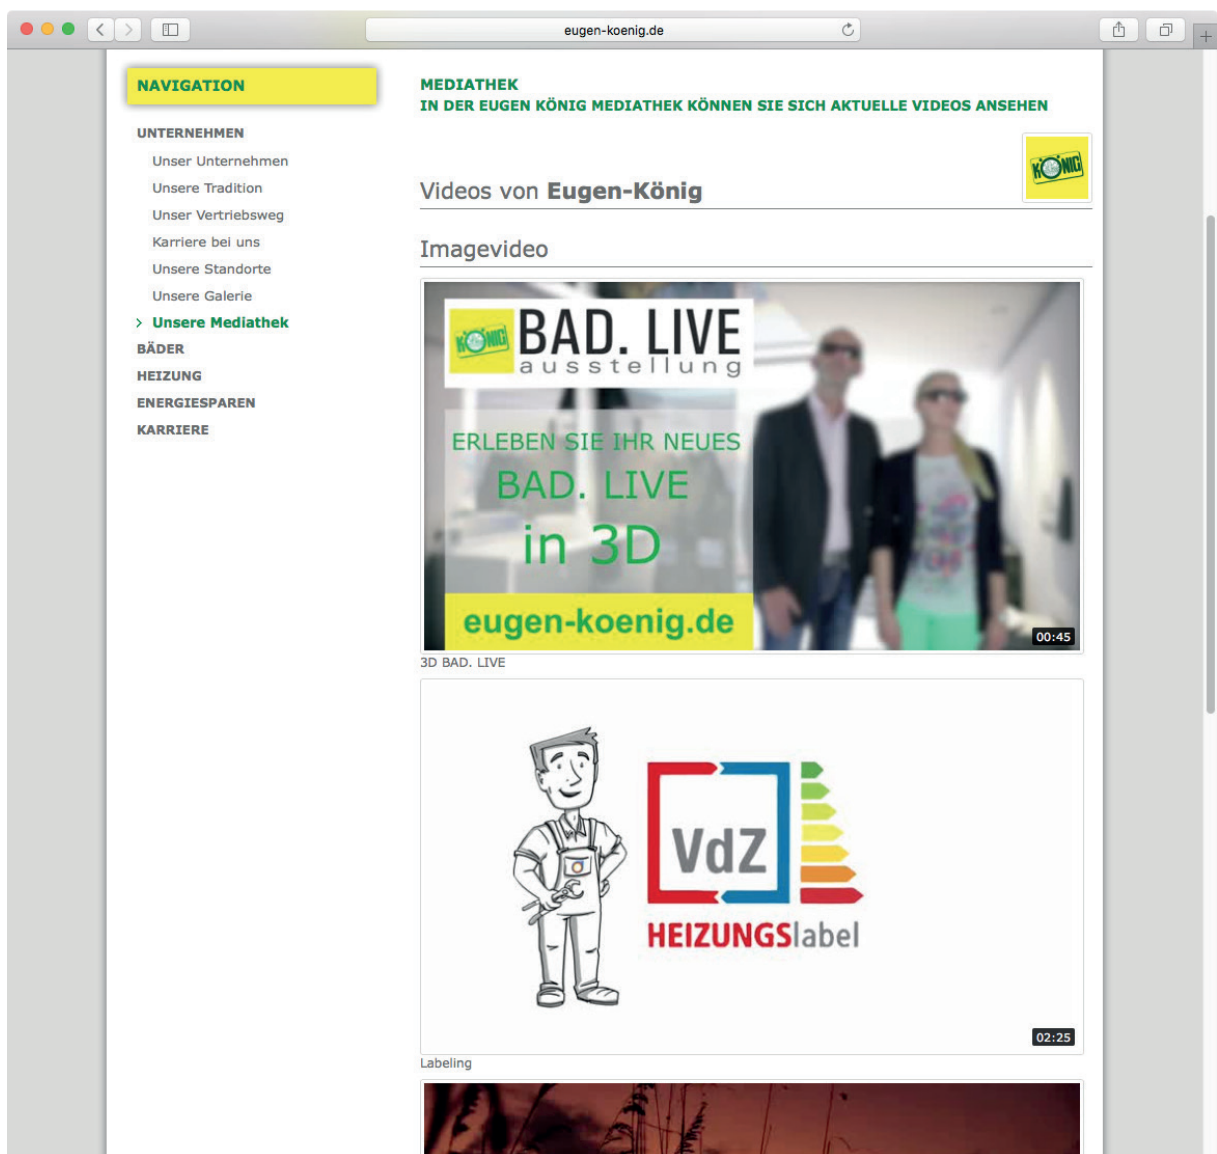 eugen-koenig.de
NAVIGATION
UNTERNEHMEN
Unser Unternehmen
Unsere Tradition
Unser Vertriebsweg
Karriere bei uns
Unsere Standorte
Unsere Galerie
> Unsere Mediathek
BÄDER
HEIZUNG
ENERGIESPAREN
KARRIERE
MEDIATHEK
IN DER EUGEN KÖNIG MEDIATHEK KÖNNEN SIE SICH AKTUELLE VIDEOS ANSEHEN
KÖNIG
Videos von Eugen-König
Imagevideo
KÖNIG
BAD. LIVE
ausstellung
ERLEBEN SIE IHR NEUES
BAD. LIVE
in 3D
eugen-koenig.de
00:45
3D BAD. LIVE
VdZ
HEIZUNGSlabel
02:25
Labeling